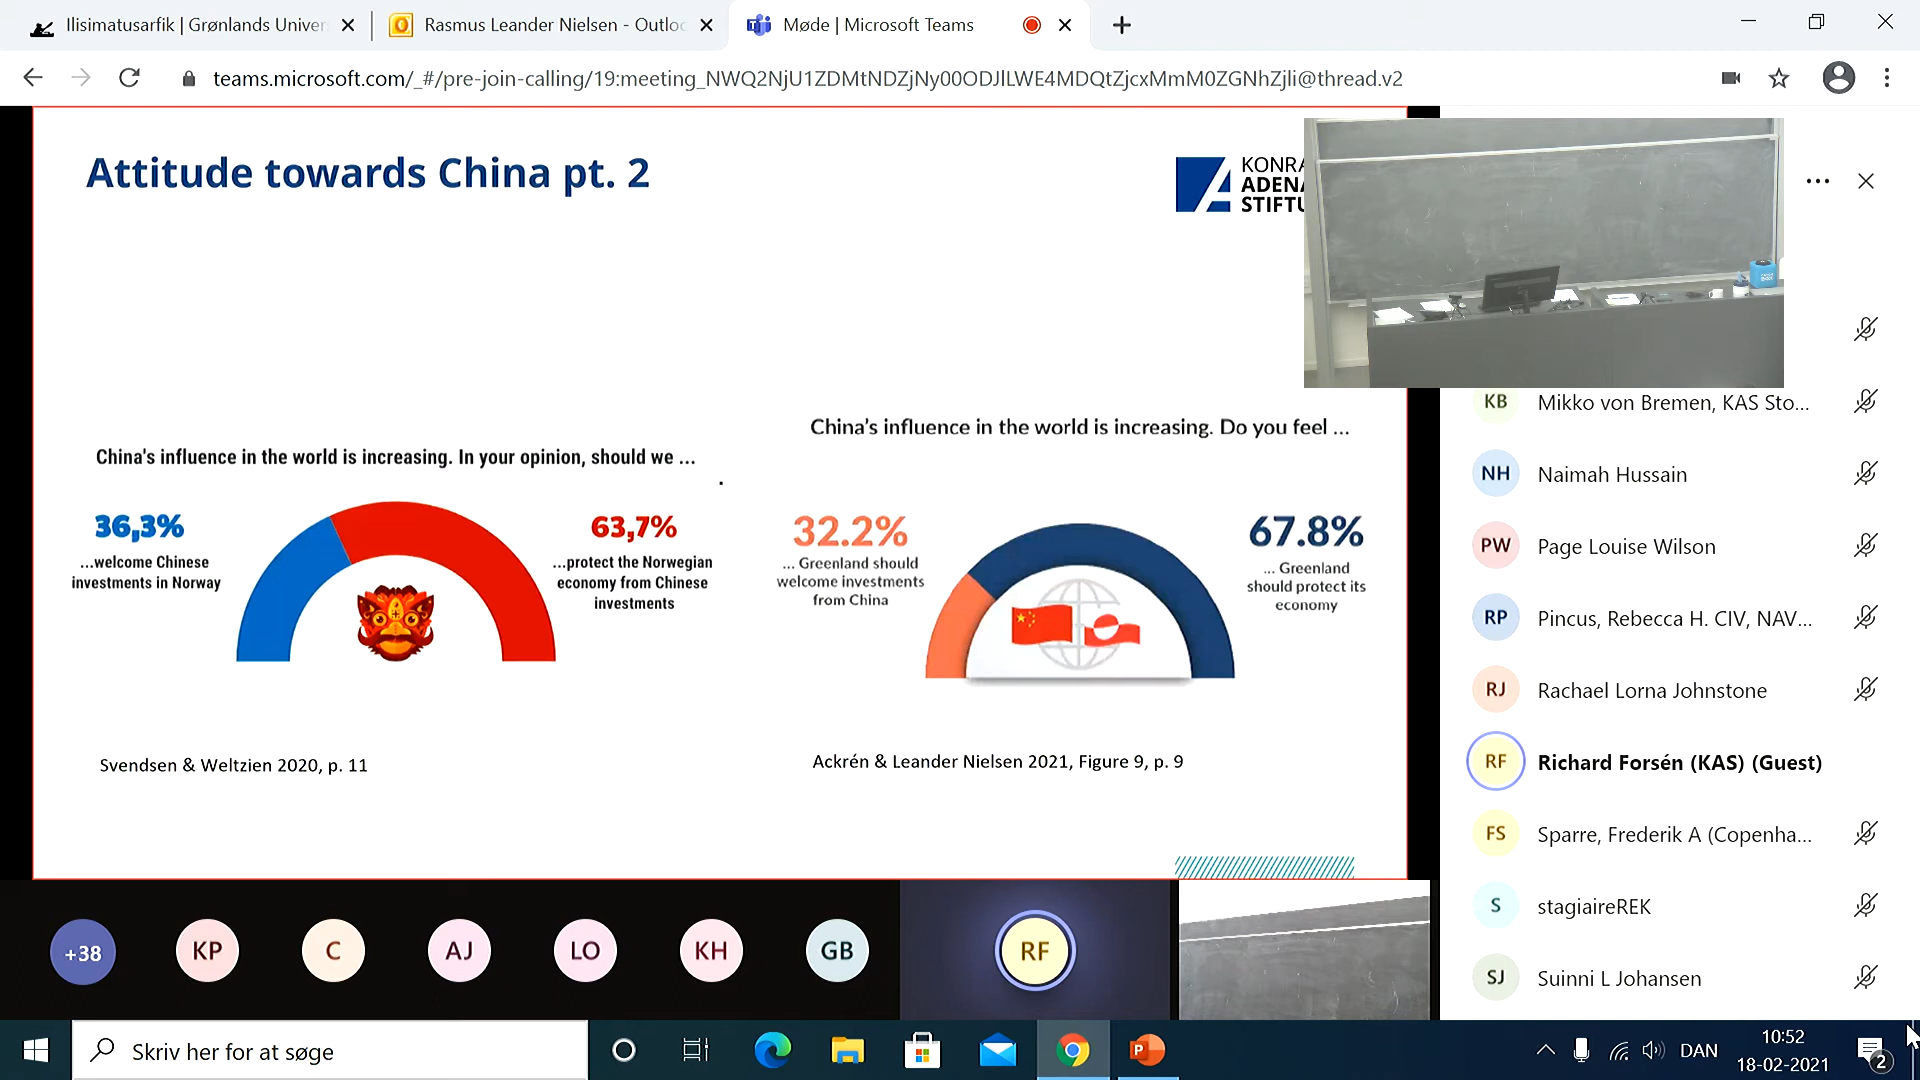 Ilisimatusarfik | Grønlands Univer
Rasmus Leander Nielsen - Outloc
Møde | Microsoft Teams
teams.microsoft.com/_#/pre-join-calling/19:meeting_NWQ2NjU1ZDMtNDZjNy00ODJlLWE4MDQtZjcxMmM0ZGNhZjli@thread.v2
Attitude towards China pt. 2
KONRA
ADENA
STIFTU
China's influence in the world is increasing. In your opinion, should we ...
36,3%
...welcome Chinese
investments in Norway
63,7%
...protect the Norwegian
economy from Chinese
investments
Svendsen & Weltzien 2020, p. 11
China's influence in the world is increasing. Do you feel ...
32.2%
... Greenland should
welcome investments
from China
67.8%
... Greenland
should protect its
economy
Ackrén & Leander Nielsen 2021, Figure 9, p. 9
KB Mikko von Bremen, KAS Sto...
NH Naimah Hussain
PW Page Louise Wilson
RP Pincus, Rebecca H. CIV, NAV...
RJ Rachael Lorna Johnstone
RF Richard Forsén (KAS) (Guest)
FS Sparre, Frederik A (Copenha...
S stagiaireREK
SJ Suinni L Johansen
+38 KP C AJ LO KH GB RF
Skriv her for at søge
DAN
10:52
18-02-2021
2